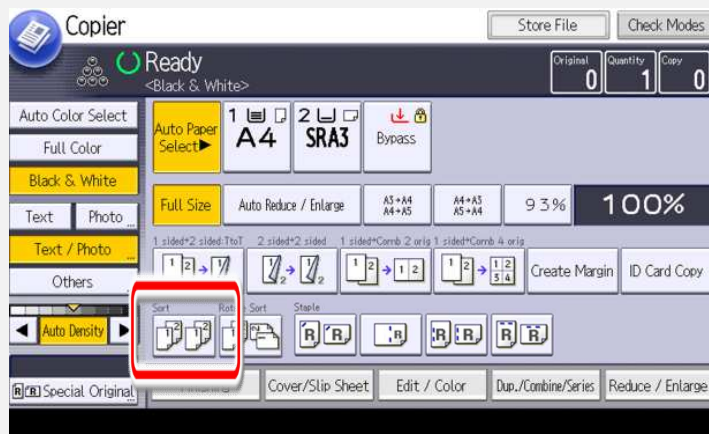 Copier
Store File
Check Modes
Ready
<Black & White>
Original 0
Quantity 1
Copy 0
Auto Color Select
Full Color
Black & White
Text
Photo
Text / Photo
Others
Auto Density
Special Original
Auto Paper Select▶
1 A4
2 SRA3
Bypass
Full Size
Auto Reduce / Enlarge
A3→A4
A4→A5
A4→A3
A5→A4
93%
100%
1 sided→2 sided:TtoT
2 sided→2 sided
1 sided→Comb 2 orig
1 sided→Comb 4 orig
Create Margin
ID Card Copy
Sort
Sort
Staple
Cover/Slip Sheet
Edit / Color
Dup./Combine/Series
Reduce / Enlarge